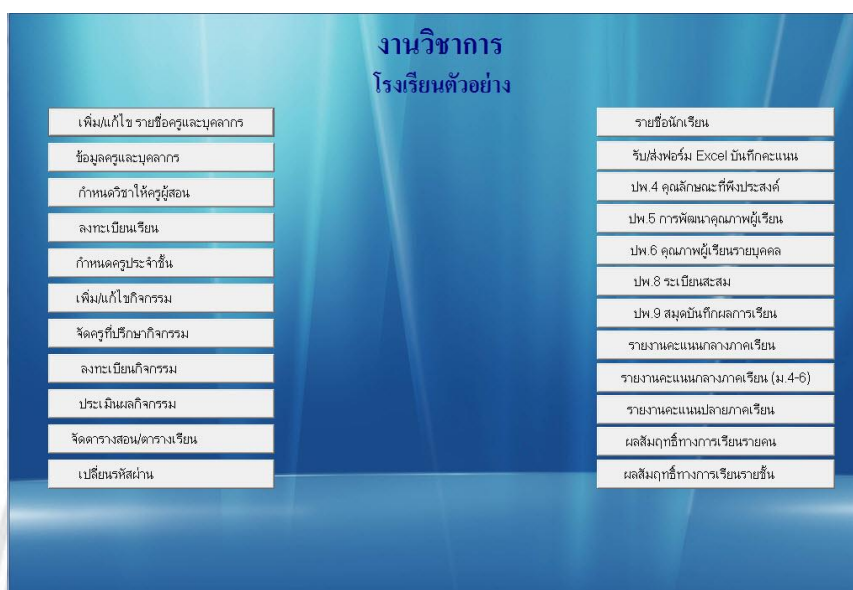 งานวิชาการ
โรงเรียนตัวอย่าง
เพิ่ม/แก้ไข รายชื่อครูและบุคลากร
ข้อมูลครูและบุคลากร
กำหนดวิชาให้ครูผู้สอน
ลงทะเบียนเรียน
กำหนดครูประจำชั้น
เพิ่ม/แก้ไขกิจกรรม
จัดครูที่ปรึกษากิจกรรม
ลงทะเบียนกิจกรรม
ประเมินผลกิจกรรม
จัดตารางสอน/ตารางเรียน
เปลี่ยนรหัสผ่าน
รายชื่อนักเรียน
รับ/ส่งฟอร์ม Excel บันทึกคะแนน
ปพ.4 คุณลักษณะที่พึงประสงค์
ปพ.5 การพัฒนาคุณภาพผู้เรียน
ปพ.6 คุณภาพผู้เรียนรายบุคคล
ปพ.8 ระเบียนสะสม
ปพ.9 สมุดบันทึกผลการเรียน
รายงานคะแนนกลางภาคเรียน
รายงานคะแนนกลางภาคเรียน (ม.4-6)
รายงานคะแนนปลายภาคเรียน
ผลสัมฤทธิ์ทางการเรียนรายคน
ผลสัมฤทธิ์ทางการเรียนรายชั้น